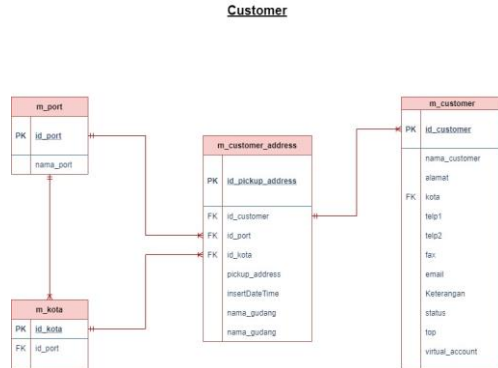 Customer
m_port
PK id_port
nama_port
m_kota
PK id_kota
FK id_port
m_customer_address
PK id_pickup_address
FK id_customer
FK id_port
FK id_kota
pickup_address
insertDateTime
nama_gudang
nama_gudang
m_customer
PK id_customer
nama_customer
alamat
FK kota
telp1
telp2
fax
email
Keterangan
status
top
virtual_account